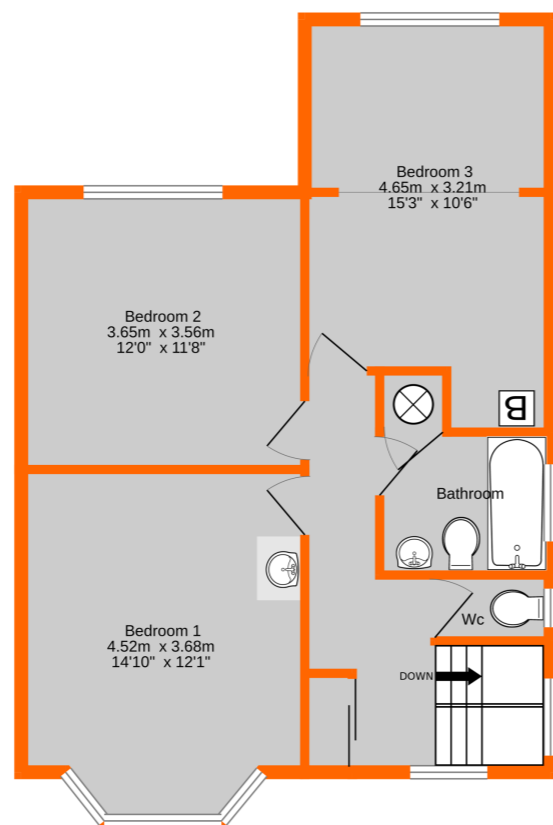 Bedroom 3
4.65m x 3.21m
15'3" x 10'6"
Bedroom 2
3.65m x 3.56m
12'0" x 11'8"
B
Bathroom
Wc
Bedroom 1
4.52m x 3.68m
14'10" x 12'1"
DOWN